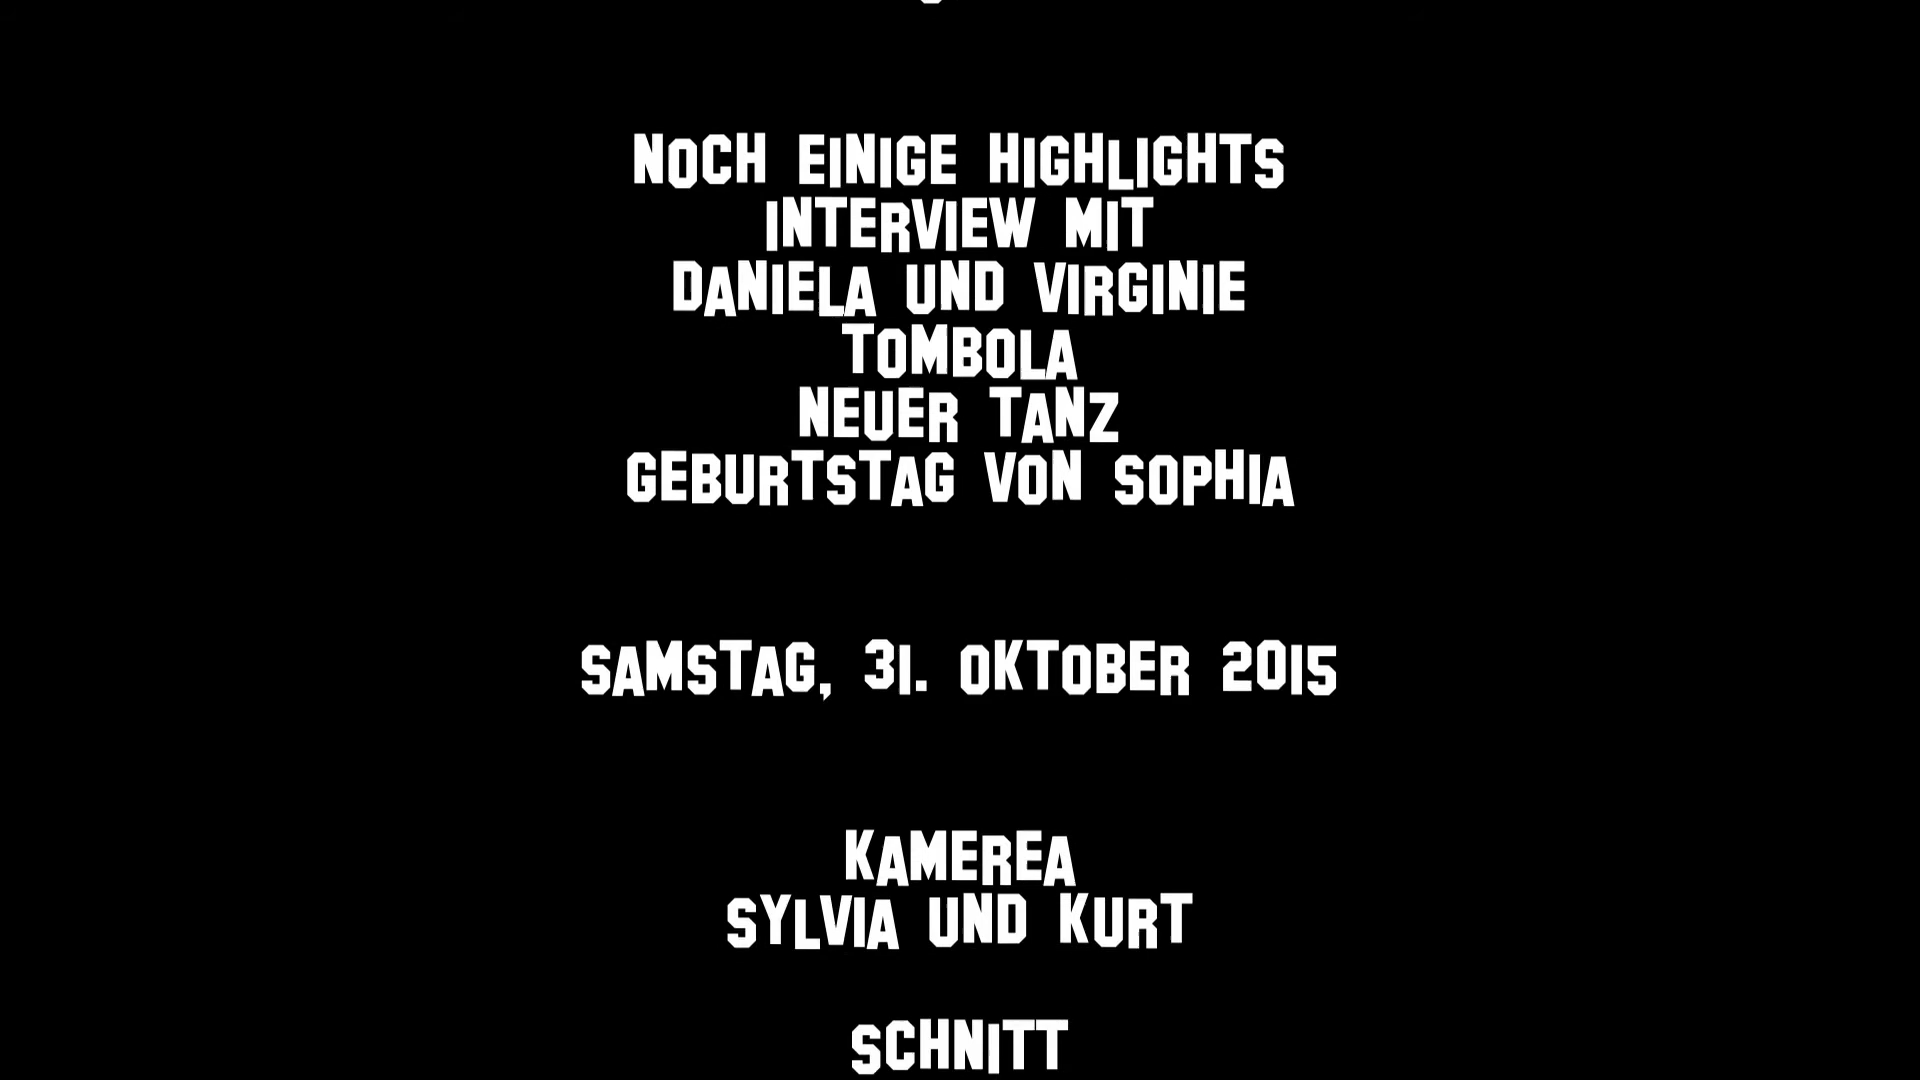 NOCH EINIGE HIGHLIGHTS
INTERVIEW MIT
DANIELA UND VIRGINIE
TOMBOLA
NEUER TANZ
GEBURTSTAG VON SOPHIA
SAMSTAG, 31. OKTOBER 2015
KAMEREA
SYLVIA UND KURT
SCHNITT